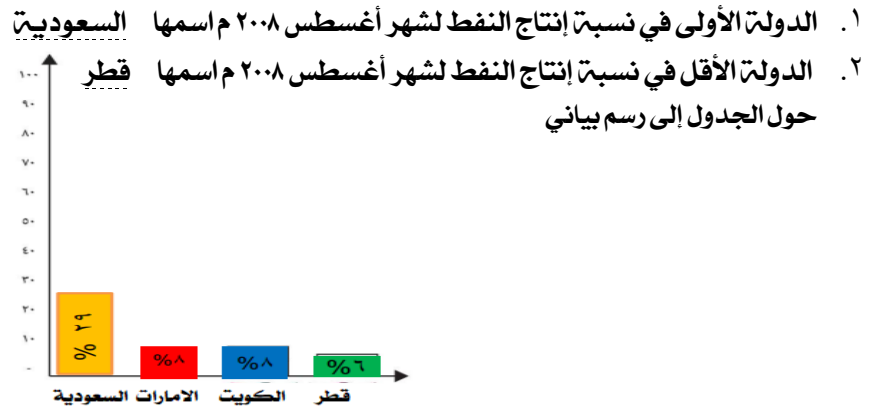 ١. الدولة الأولى في نسبة إنتاج النفط لشهر أغسطس ٢٠٠٨ م اسمها السعودية
٢. الدولة الأقل في نسبة إنتاج النفط لشهر أغسطس ٢٠٠٨ م اسمها قطر
حول الجدول إلى رسم بياني
١٠٠
٩٠
٨٠
٧٠
٦٠
٥٠
٤٠
٣٠
٢٠
١٠
٠
٢٩ %
%٨
%٨
%٦
السعودية
الامارات
الكويت
قطر